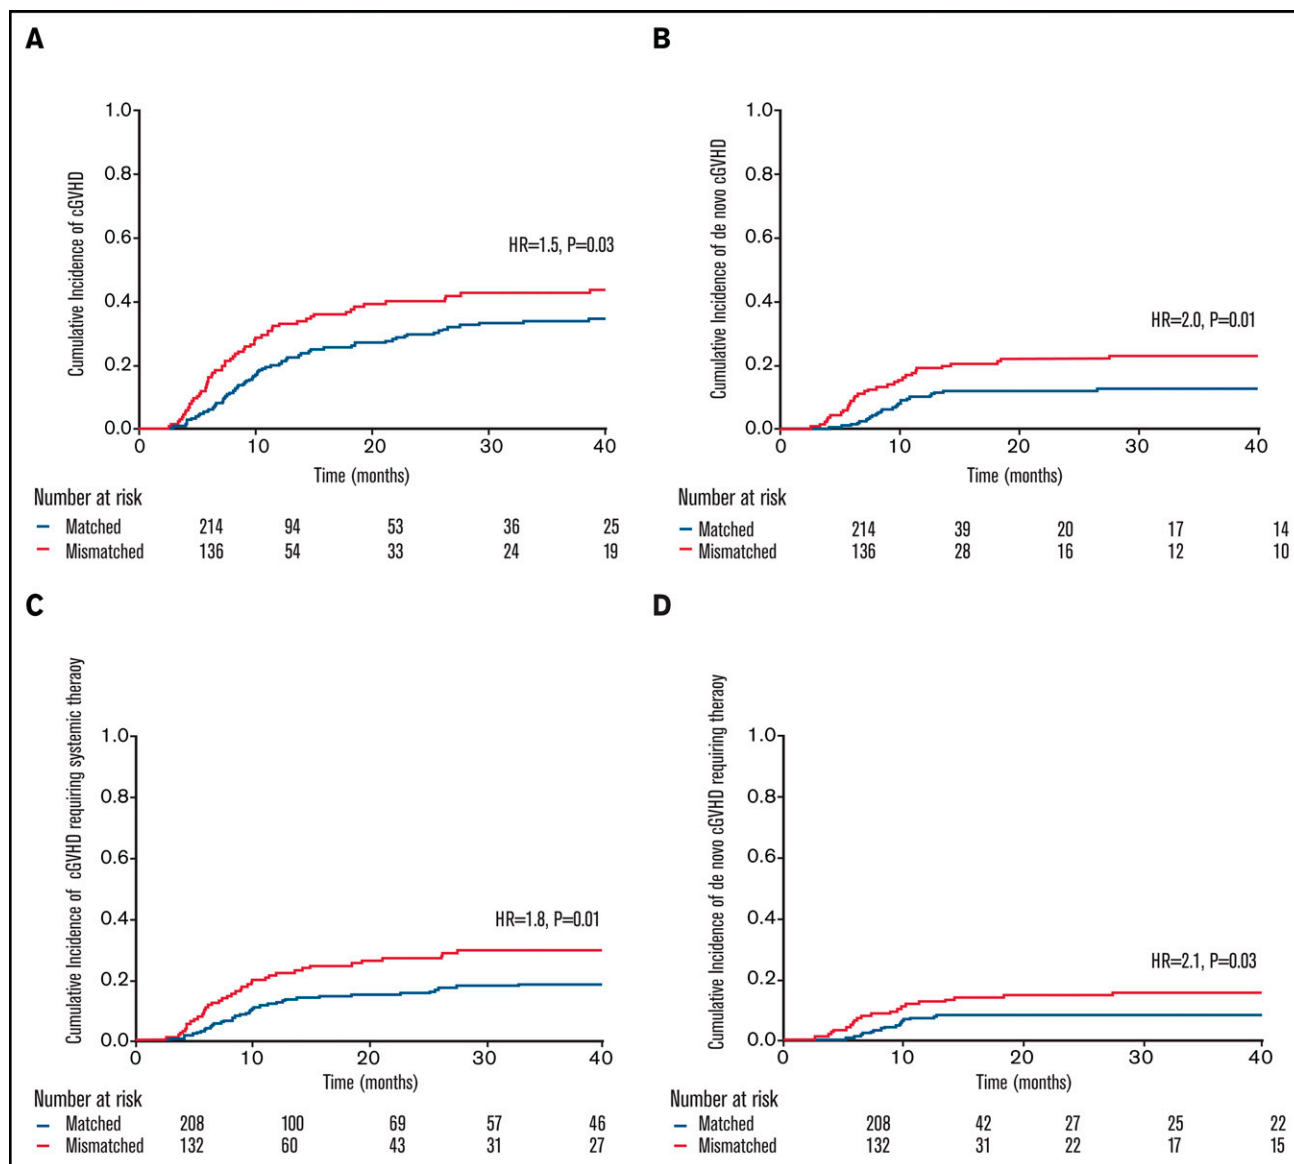 A
Cumulative Incidence of cGVHD
1.0
0.8
0.6
0.4
0.2
0.0
HR=1.5, P=0.03
0 10 20 30 40
Time (months)
Number at risk
Matched 214 94 53 36 25
Mismatched 136 54 33 24 19
B
Cumulative Incidence of de novo cGVHD
1.0
0.8
0.6
0.4
0.2
0.0
HR=2.0, P=0.01
0 10 20 30 40
Time (months)
Number at risk
Matched 214 39 20 17 14
Mismatched 136 28 16 12 10
C
Cumulative Incidence of cGVHD requiring systemic theraoy
1.0
0.8
0.6
0.4
0.2
0.0
HR=1.8, P=0.01
0 10 20 30 40
Time (months)
Number at risk
Matched 208 100 69 57 46
Mismatched 132 60 43 31 27
D
Cumulative Incidence of de novo cGVHD requiring theraoy
1.0
0.8
0.6
0.4
0.2
0.0
HR=2.1, P=0.03
0 10 20 30 40
Time (months)
Number at risk
Matched 208 42 27 25 22
Mismatched 132 31 22 17 15